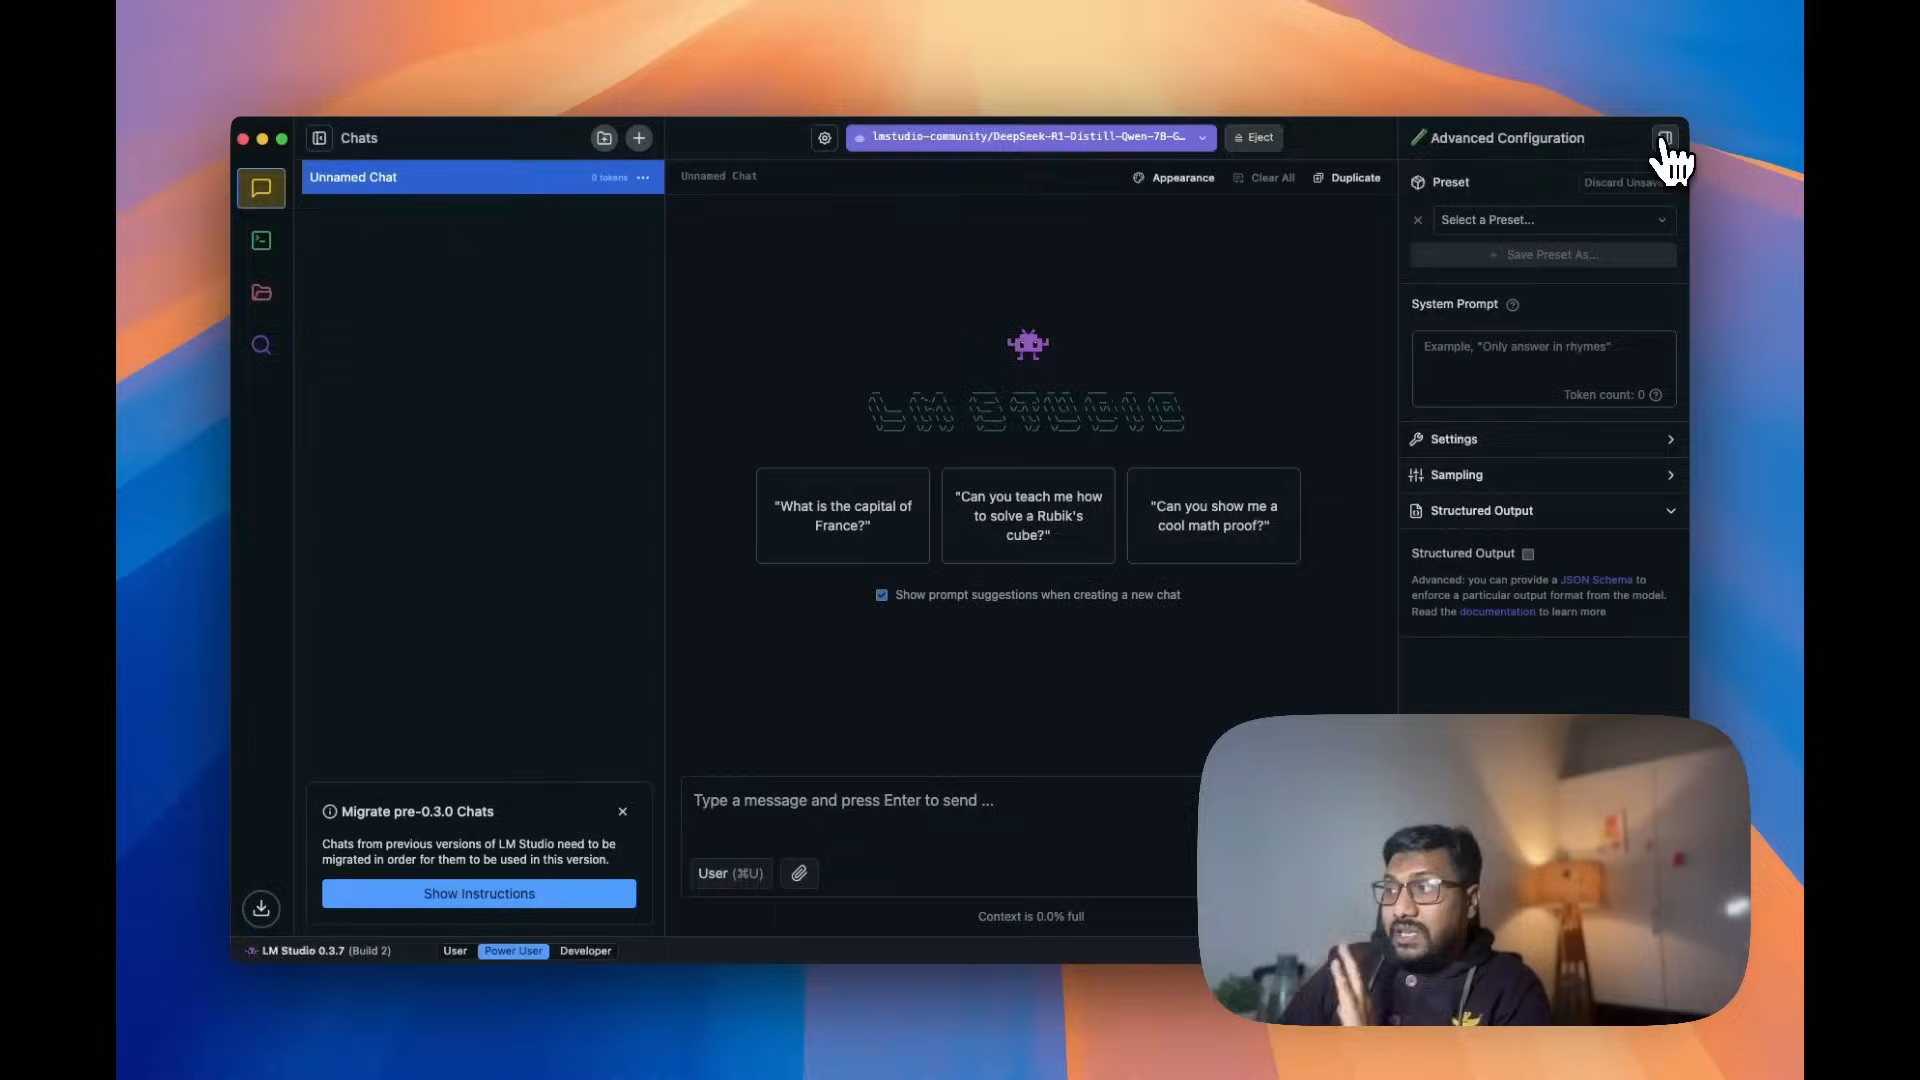 Chats
lmstudio-community/DeepSeek-R1-Distill-Qwen-7B-G...
Eject
Advanced Configuration
Unnamed Chat
0 tokens
Unnamed Chat
Appearance
Clear All
Duplicate
Preset
Discard
Select a Preset...
Save Preset As...
System Prompt
Example, "Only answer in rhymes"
Token count: 0
LM STUDIO
Settings
Sampling
Structured Output
"What is the capital of
France?"
"Can you teach me how
to solve a Rubik's
cube?"
"Can you show me a
cool math proof?"
Structured Output
Advanced: you can provide a JSON Schema to
enforce a particular output format from the model.
Read the documentation to learn more
Show prompt suggestions when creating a new chat
Migrate pre-0.3.0 Chats
Chats from previous versions of LM Studio need to be
migrated in order for them to be used in this version.
Show Instructions
Type a message and press Enter to send ...
User (⌘U)
Context is 0.0% full
LM Studio 0.3.7 (Build 2)
User
Power User
Developer